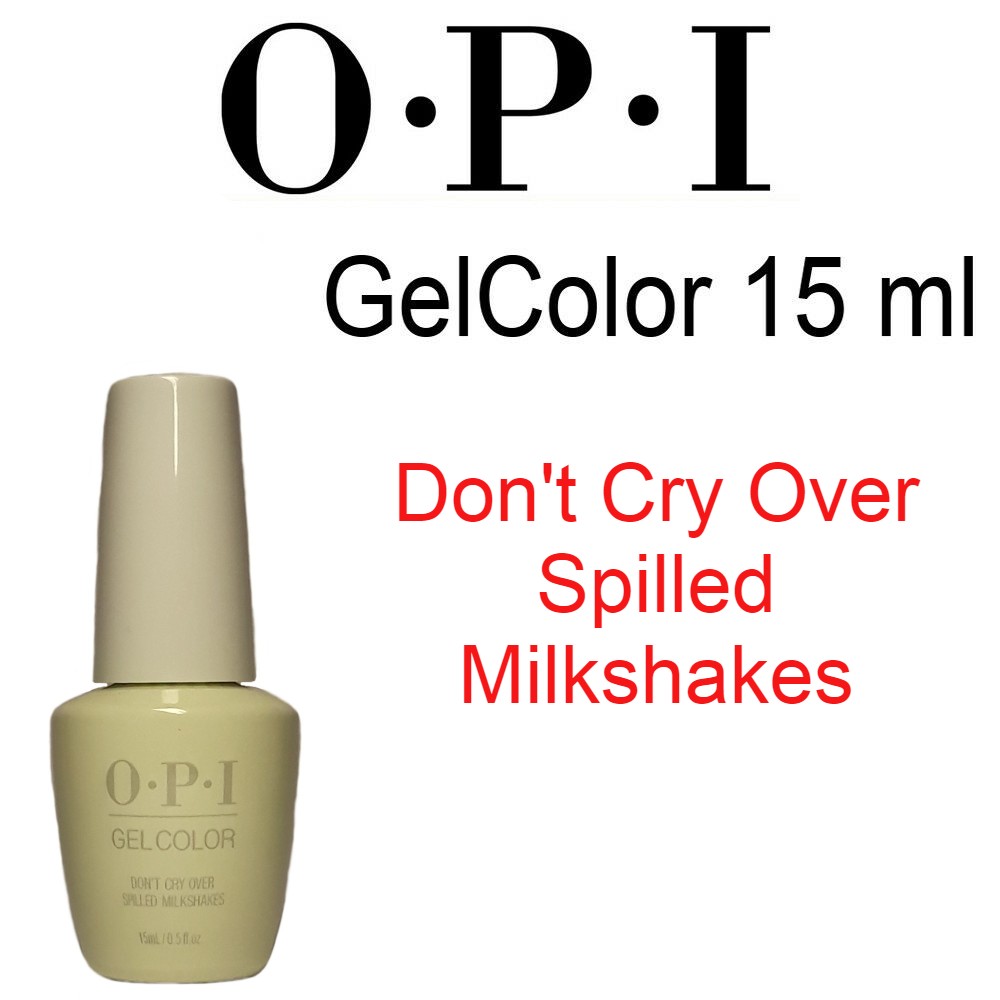 O·P·I
GelColor 15 ml
Don't Cry Over
Spilled
Milkshakes
O·P·I
GELCOLOR
DON'T CRY OVER
SPILLED MILKSHAKES
15mL/0.5 fl.oz